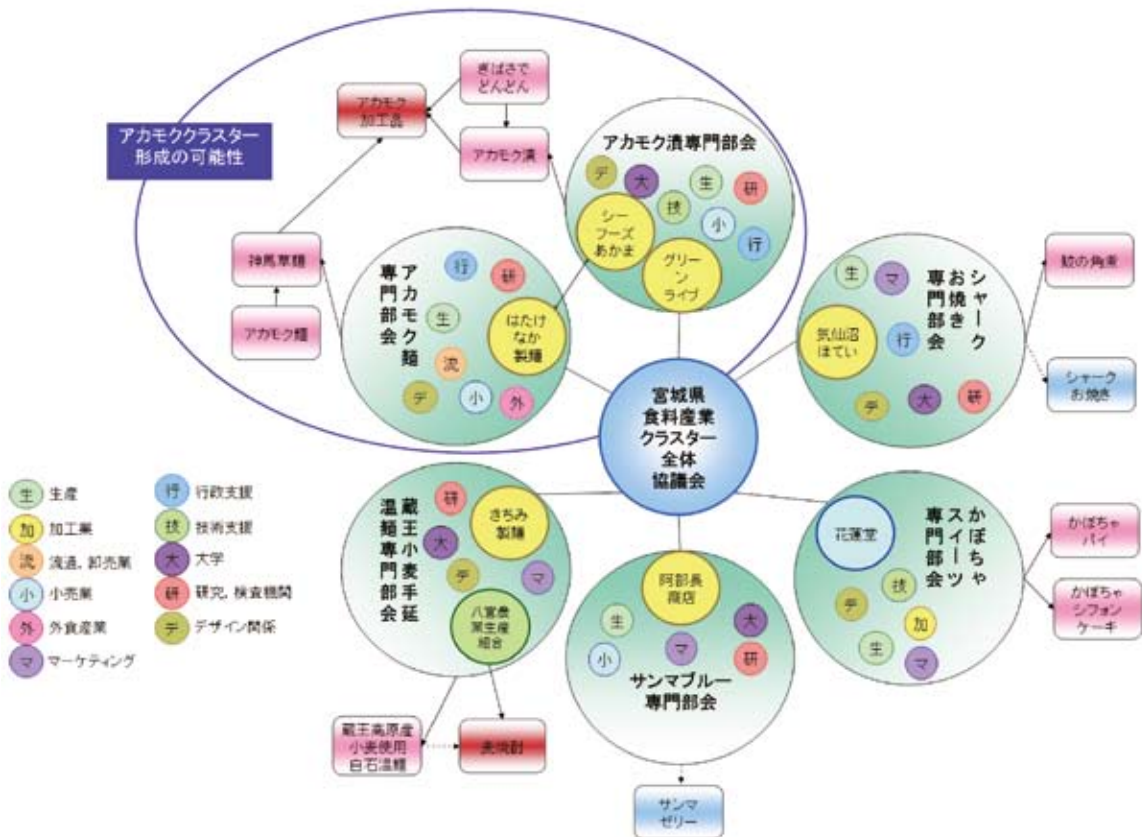 ぎばさで
どんどん
アカモク
加工品
アカモククラスター
形成の可能性
アカモク漬
アカモク漬専門部会
デ
大
生
研
技
小
行
シー
フーズ
あかま
グリー
ン
ライブ
神馬草麺
アカモク麺
アカモク麺
専門部会
行
研
生
はたけ
なか
製麺
流
デ
小
外
シャーク
お焼き
専門部会
生
マ
気仙沼
ほてい
行
デ
大
研
鮫の角煮
シャーク
お焼き
宮城県
食料産業
クラスター
全体
協議会
生 生産
加 加工業
流 流通,卸売業
小 小売業
外 外食産業
マ マーケティング
行 行政支援
技 技術支援
大 大学
研 研究,検査機関
デ デザイン関係
蔵王小麦手延
温麺専門部会
研
きちみ
製麺
大
デ
マ
八宮農
業生産
組合
蔵王高原産
小麦使用
白石温麺
麦焼酎
阿部長
商店
生
大
小
マ
研
サンマブルー
専門部会
サンマ
ゼリー
かぼちゃ
スイーツ
専門部会
花蓮堂
技
デ
加
生
マ
かぼちゃ
パイ
かぼちゃ
シフォン
ケーキ